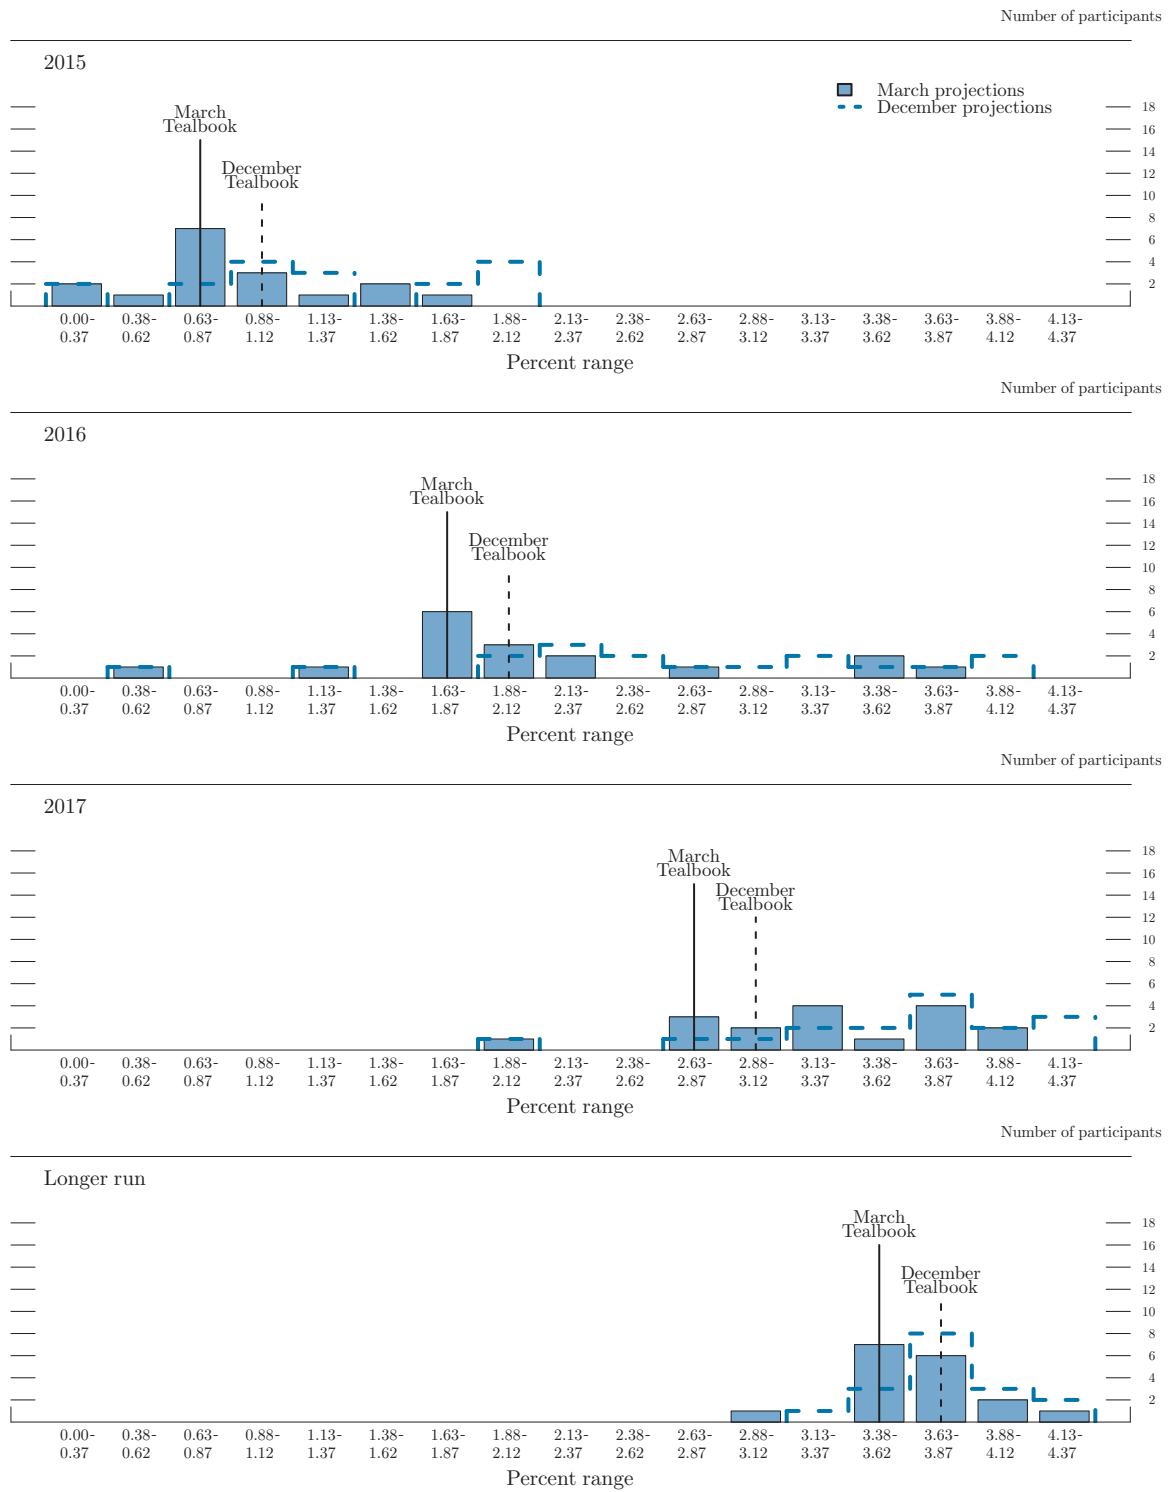 Number of participants
2015
March projections
December projections
March
Tealbook
December
Tealbook
18
16
14
12
10
8
6
4
2
0.00- 0.38- 0.63- 0.88- 1.13- 1.38- 1.63- 1.88- 2.13- 2.38- 2.63- 2.88- 3.13- 3.38- 3.63- 3.88- 4.13-
0.37 0.62 0.87 1.12 1.37 1.62 1.87 2.12 2.37 2.62 2.87 3.12 3.37 3.62 3.87 4.12 4.37
Percent range
Number of participants
2016
March
Tealbook
December
Tealbook
18
16
14
12
10
8
6
4
2
0.00- 0.38- 0.63- 0.88- 1.13- 1.38- 1.63- 1.88- 2.13- 2.38- 2.63- 2.88- 3.13- 3.38- 3.63- 3.88- 4.13-
0.37 0.62 0.87 1.12 1.37 1.62 1.87 2.12 2.37 2.62 2.87 3.12 3.37 3.62 3.87 4.12 4.37
Percent range
Number of participants
2017
March
Tealbook
December
Tealbook
18
16
14
12
10
8
6
4
2
0.00- 0.38- 0.63- 0.88- 1.13- 1.38- 1.63- 1.88- 2.13- 2.38- 2.63- 2.88- 3.13- 3.38- 3.63- 3.88- 4.13-
0.37 0.62 0.87 1.12 1.37 1.62 1.87 2.12 2.37 2.62 2.87 3.12 3.37 3.62 3.87 4.12 4.37
Percent range
Number of participants
Longer run
March
Tealbook
December
Tealbook
18
16
14
12
10
8
6
4
2
0.00- 0.38- 0.63- 0.88- 1.13- 1.38- 1.63- 1.88- 2.13- 2.38- 2.63- 2.88- 3.13- 3.38- 3.63- 3.88- 4.13-
0.37 0.62 0.87 1.12 1.37 1.62 1.87 2.12 2.37 2.62 2.87 3.12 3.37 3.62 3.87 4.12 4.37
Percent range